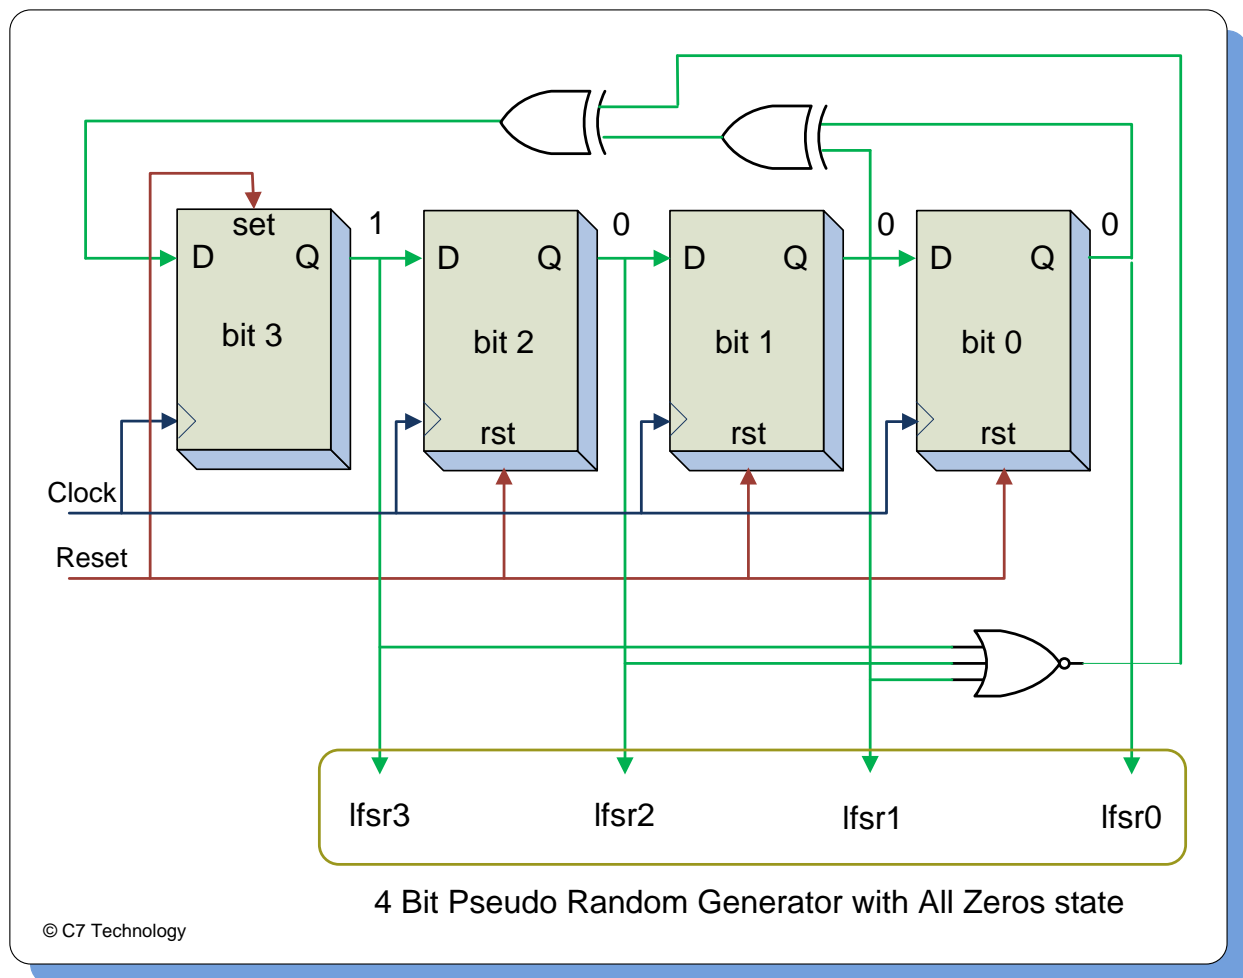 set
1
0
0
0
D
Q
D
Q
D
Q
D
Q
bit 3
bit 2
bit 1
bit 0
rst
rst
rst
Clock
Reset
lfsr3
lfsr2
lfsr1
lfsr0
4 Bit Pseudo Random Generator with All Zeros state
© C7 Technology